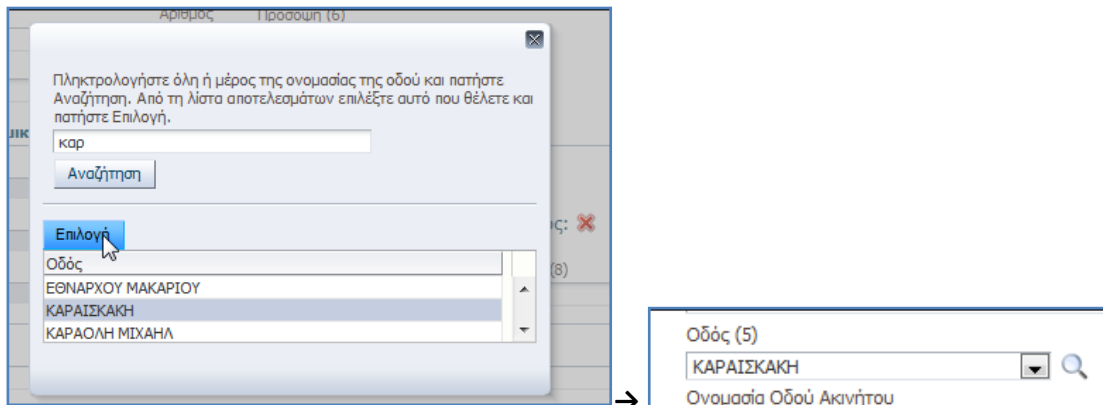 Αριθμός Πρόσοψη (6)
Πληκτρολογήστε όλη ή μέρος της ονομασίας της οδού και πατήστε
Αναζήτηση. Από τη λίστα αποτελεσμάτων επιλέξτε αυτό που θέλετε και
πατήστε Επιλογή.
καρ
Αναζήτηση
ος:
Επιλογή
(8)
Οδός
ΕΘΝΑΡΧΟΥ ΜΑΚΑΡΙΟΥ
ΚΑΡΑΙΣΚΑΚΗ
ΚΑΡΑΟΛΗ ΜΙΧΑΗΛ
→
Οδός (5)
ΚΑΡΑΙΣΚΑΚΗ
Ονομασία Οδού Ακινήτου